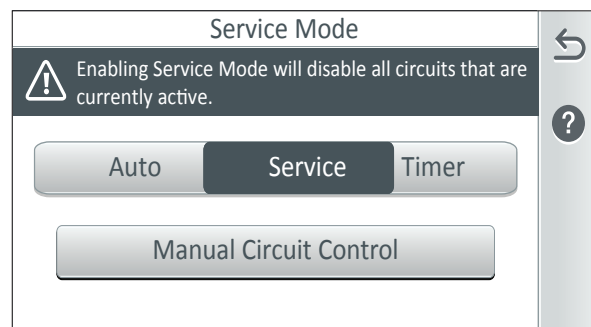 Service Mode
Enabling Service Mode will disable all circuits that are
currently active.
Auto Service Timer
Manual Circuit Control
?